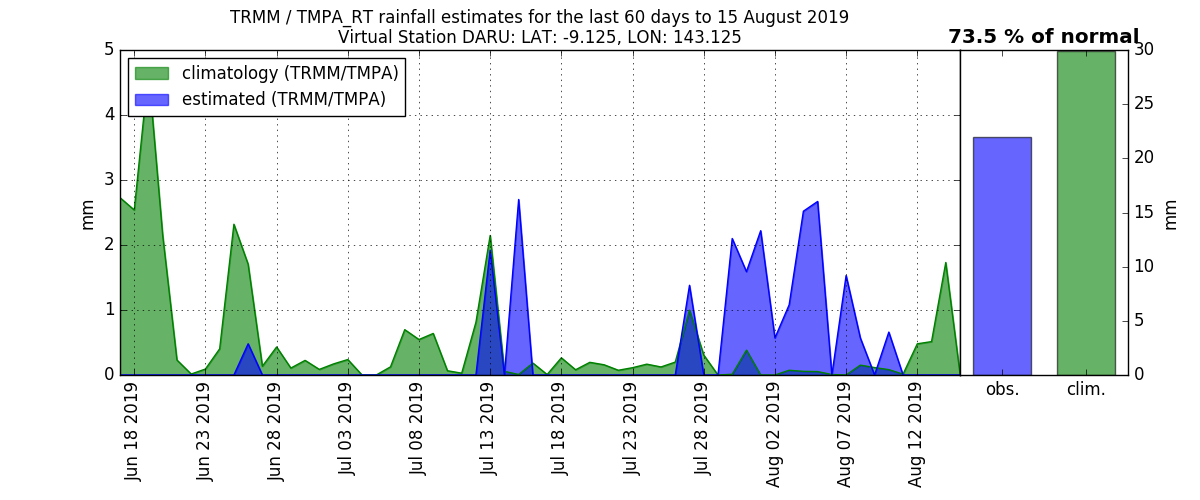 TRMM / TMPA_RT rainfall estimates for the last 60 days to 15 August 2019
Virtual Station DARU: LAT: -9.125, LON: 143.125
73.5 % of normal
climatology (TRMM/TMPA)
estimated (TRMM/TMPA)
5
4
3
2
1
0
mm
Jun 18 2019
Jun 23 2019
Jun 28 2019
Jul 03 2019
Jul 08 2019
Jul 13 2019
Jul 18 2019
Jul 23 2019
Jul 28 2019
Aug 02 2019
Aug 07 2019
Aug 12 2019
obs.
clim.
30
25
20
15
10
5
0
mm